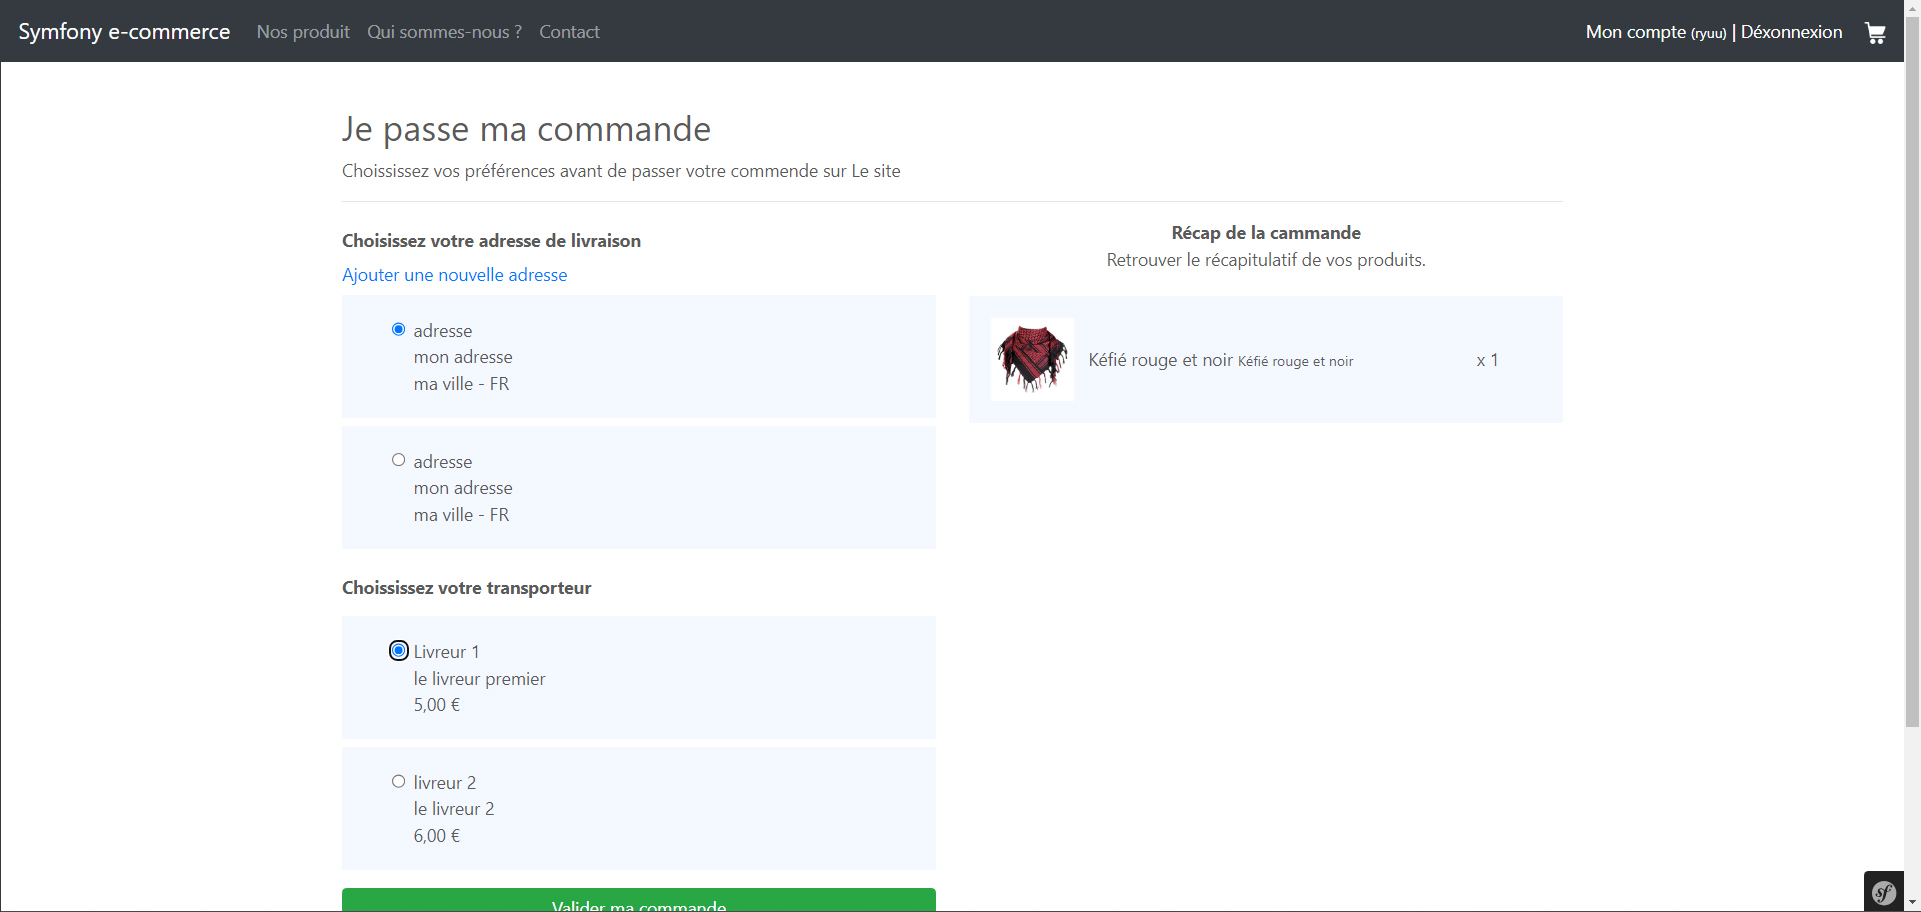 Symfony e-commerce Nos produit Qui sommes-nous ? Contact Mon compte (ryuu) | Déxonnexion
Je passe ma commande
Choississez vos préférences avant de passer votre commende sur Le site
Choisissez votre adresse de livraison
Ajouter une nouvelle adresse
adresse
mon adresse
ma ville - FR
adresse
mon adresse
ma ville - FR
Choississez votre transporteur
Livreur 1
le livreur premier
5,00 €
livreur 2
le livreur 2
6,00 €
Valider ma commande
Récap de la cammande
Retrouver le récapitulatif de vos produits.
Kéfié rouge et noir Kéfié rouge et noir x 1
sf